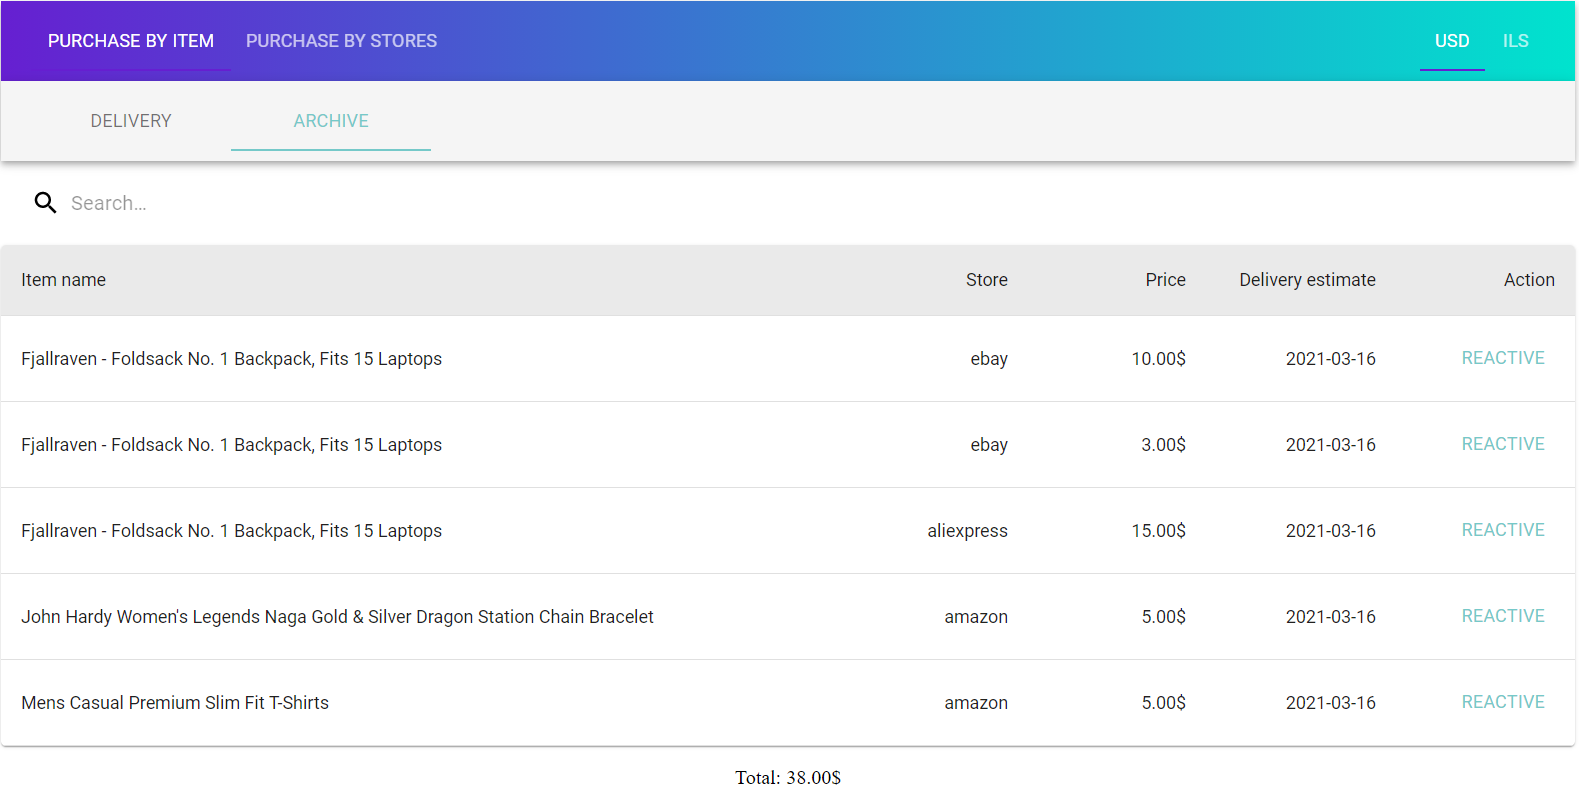 PURCHASE BY ITEM PURCHASE BY STORES USD ILS
DELIVERY ARCHIVE
Search...
Item name Store Price Delivery estimate Action
Fjallraven - Foldsack No. 1 Backpack, Fits 15 Laptops ebay 10.00$ 2021-03-16 REACTIVE
Fjallraven - Foldsack No. 1 Backpack, Fits 15 Laptops ebay 3.00$ 2021-03-16 REACTIVE
Fjallraven - Foldsack No. 1 Backpack, Fits 15 Laptops aliexpress 15.00$ 2021-03-16 REACTIVE
John Hardy Women's Legends Naga Gold & Silver Dragon Station Chain Bracelet amazon 5.00$ 2021-03-16 REACTIVE
Mens Casual Premium Slim Fit T-Shirts amazon 5.00$ 2021-03-16 REACTIVE
Total: 38.00$